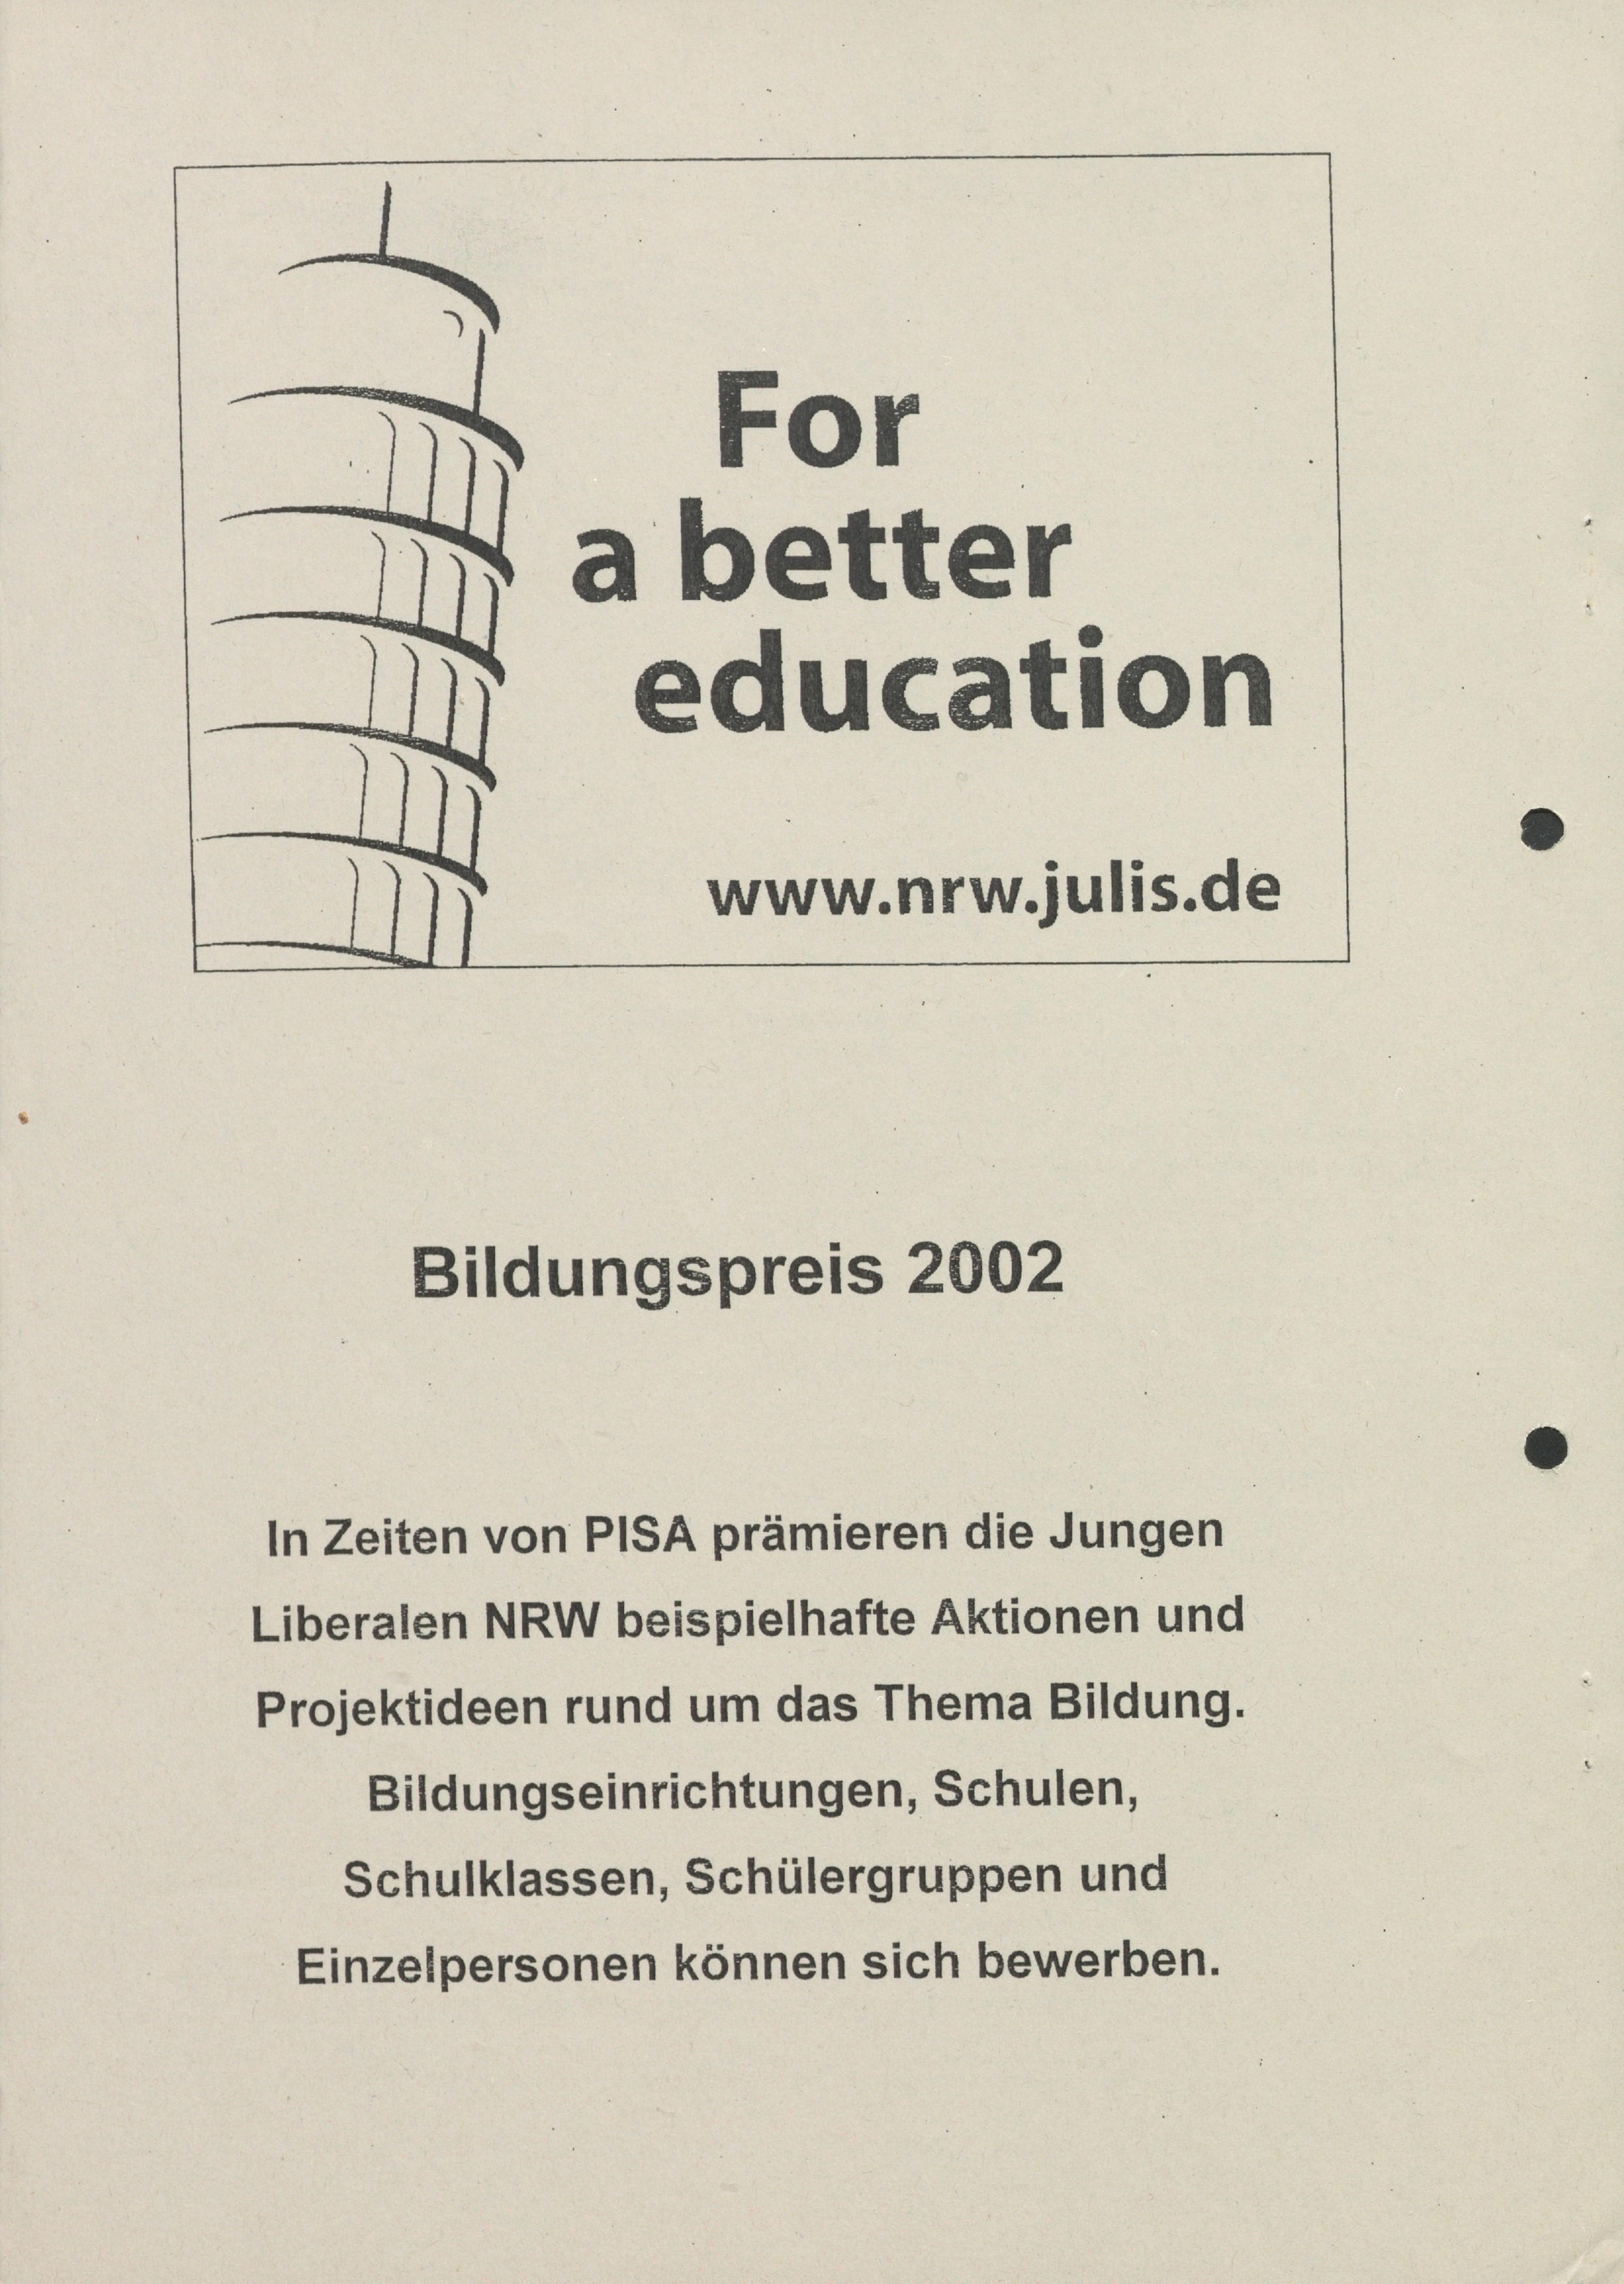 For
a better
education
www.nrw.julis.de
Bildungspreis 2002
In Zeiten von PISA prämieren die Jungen
Liberalen NRW beispielhafte Aktionen und
Projektideen rund um das Thema Bildung.
Bildungseinrichtungen, Schulen,
Schulklassen, Schülergruppen und
Einzelpersonen können sich bewerben.